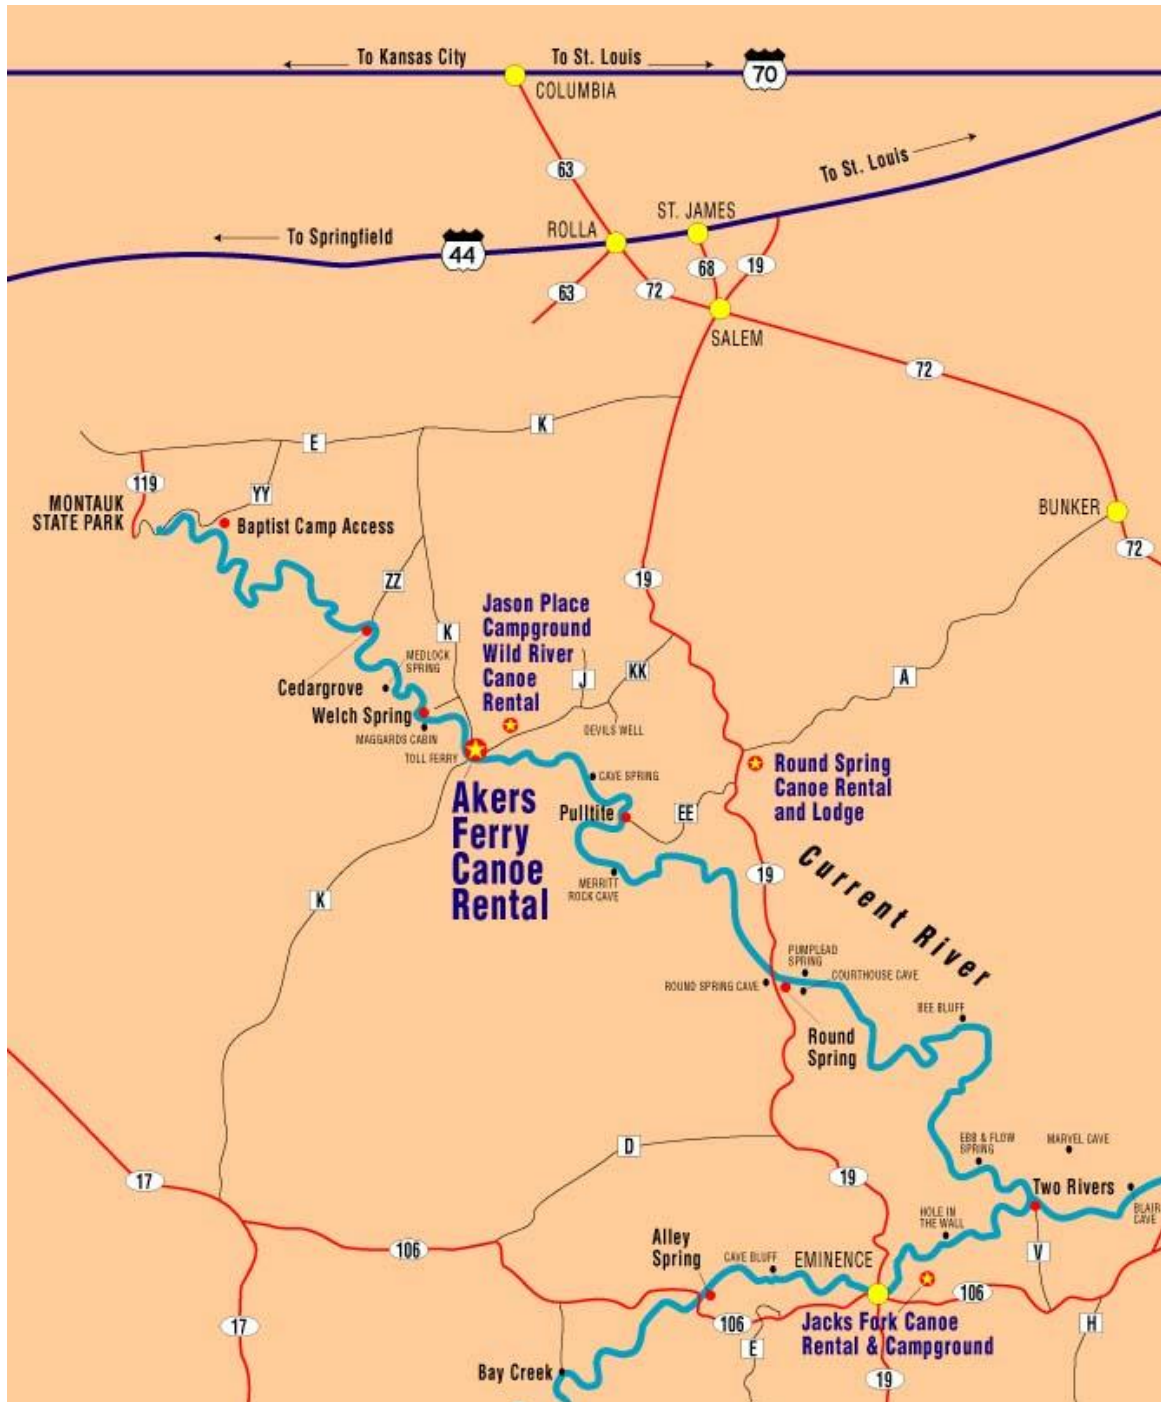 To Kansas City
To St. Louis
70
COLUMBIA
63
To St. Louis
ST. JAMES
ROLLA
To Springfield
44
68
19
63
72
SALEM
72
K
E
119
YY
MONTAUK
STATE PARK
Baptist Camp Access
BUNKER
72
ZZ
19
Jason Place
Campground
Wild River
Canoe
Rental
K
MEDLOCK
SPRING
KK
J
A
Cedargrove
Welch Spring
MAGGARDS CABIN
DEVILS WELL
TOLL FERRY
CAVE SPRING
Round Spring
Canoe Rental
and Lodge
Akers
Ferry
Canoe
Rental
Pulltite
EE
19
MERRITT
ROCK CAVE
K
Current River
PUMPLEAD
SPRING
COURTHOUSE CAVE
ROUND SPRING CAVE
BEE BLUFF
Round
Spring
D
EBB & FLOW
SPRING
MARVEL CAVE
17
19
Two Rivers
BLAIR
CAVE
HOLE IN
THE WALL
106
Alley
Spring
CAVE BLUFF
EMINENCE
V
106
17
106
Jacks Fork Canoe
Rental & Campground
E
H
Bay Creek
19